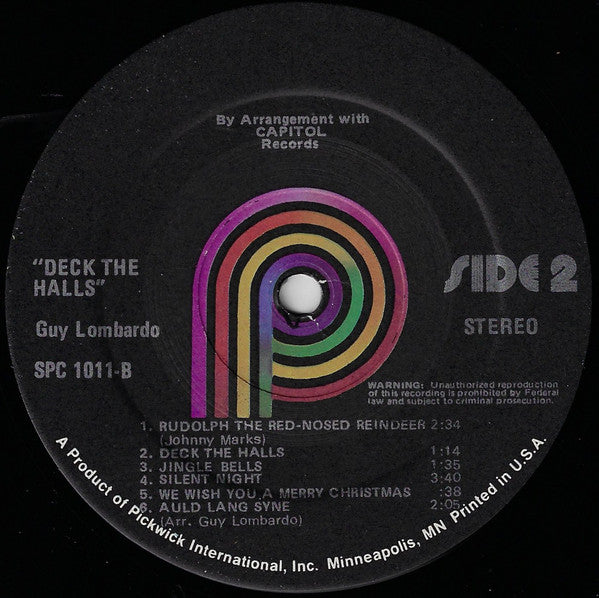 By Arrangement with
CAPITOL
Records
"DECK THE
HALLS"
Guy Lombardo
SPC 1011-B
SIDE 2
STEREO
WARNING: Unauthorized reproduction
of this recording is prohibited by Federal
law and subject to criminal prosecution.
1. RUDOLPH THE RED-NOSED REINDEER 2:34
(Johnny Marks)
2. DECK THE HALLS 1:14
3. JINGLE BELLS 1:35
4. SILENT NIGHT 3:40
5. WE WISH YOU A MERRY CHRISTMAS :38
6. AULD LANG SYNE 2:05
(Arr. Guy Lombardo)
A Product of Pickwick International, Inc. Minneapolis, MN Printed in U.S.A.